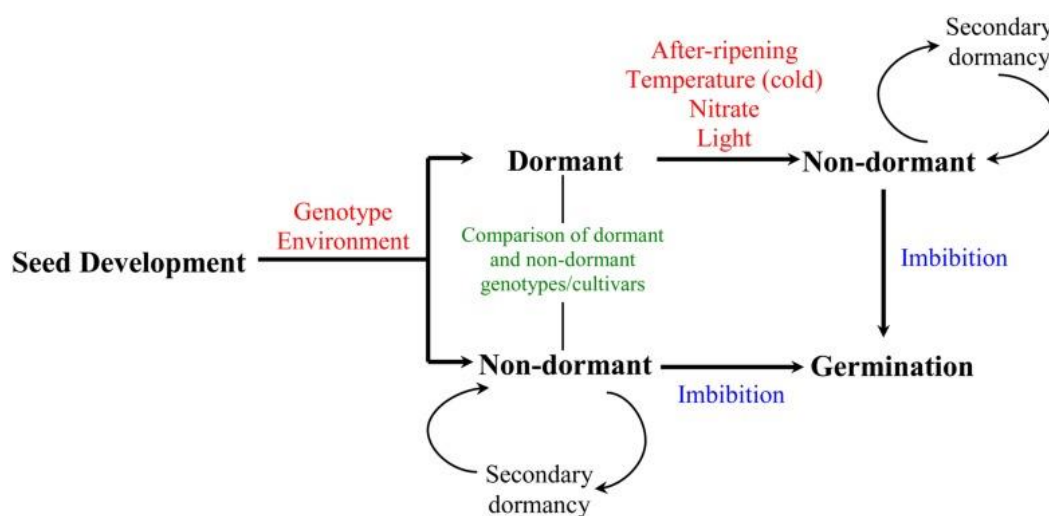 Secondary
dormancy
After-ripening
Temperature (cold)
Nitrate
Light
Dormant
Non-dormant
Genotype
Environment
Comparison of dormant
and non-dormant
genotypes/cultivars
Seed Development
Imbibition
Non-dormant
Germination
Imbibition
Secondary
dormancy